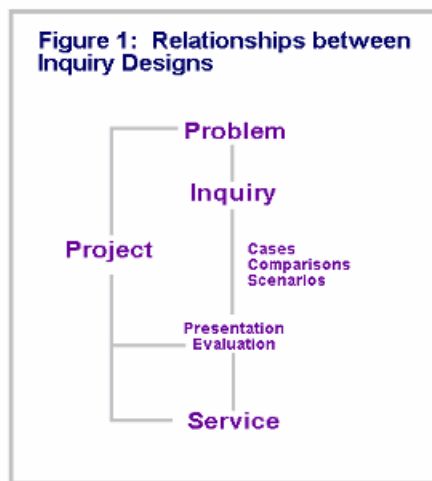 Figure 1: Relationships between
Inquiry Designs
Problem
Inquiry
Project
Cases
Comparisons
Scenarios
Presentation
Evaluation
Service